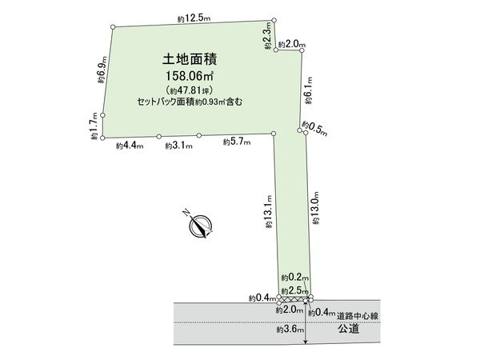 約12.5m
約2.3m
約2.0m
約6.9m
土地面積
158.06㎡
(約47.81坪)
セットバック面積約0.93㎡含む
約6.1m
約1.7m
約0.5m
約4.4m
約3.1m
約5.7m
約13.1m
約13.0m
N
約0.2m
約2.5m
約0.4m
約2.0m
約0.4m
道路中心線
約3.6m
公道